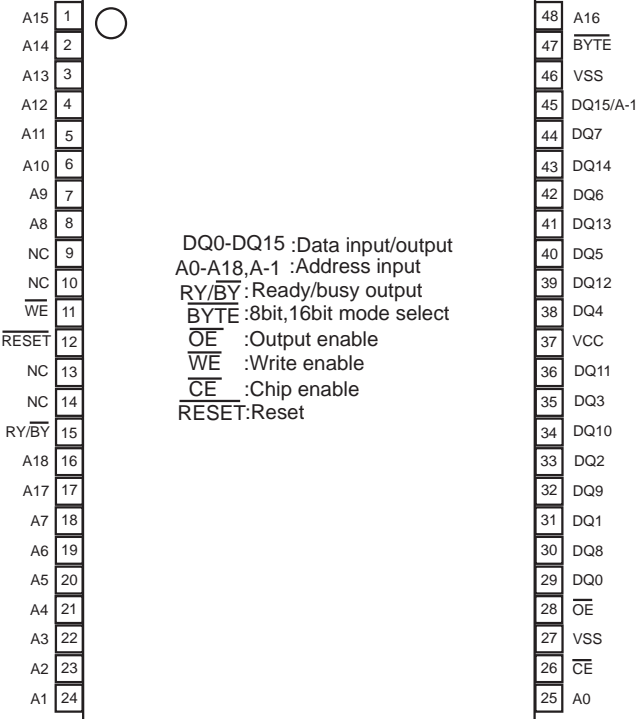 A15 1 48 A16
A14 2 47 BYTE
A13 3 46 VSS
A12 4 45 DQ15/A-1
A11 5 44 DQ7
A10 6 43 DQ14
A9 7 42 DQ6
A8 8 41 DQ13
NC 9 40 DQ5
NC 10 39 DQ12
WE 11 38 DQ4
RESET 12 37 VCC
NC 13 36 DQ11
NC 14 35 DQ3
RY/BY 15 34 DQ10
A18 16 33 DQ2
A17 17 32 DQ9
A7 18 31 DQ1
A6 19 30 DQ8
A5 20 29 DQ0
A4 21 28 OE
A3 22 27 VSS
A2 23 26 CE
A1 24 25 A0
DQ0-DQ15 :Data input/output
A0-A18,A-1 :Address input
RY/BY :Ready/busy output
BYTE :8bit,16bit mode select
OE :Output enable
WE :Write enable
CE :Chip enable
RESET:Reset